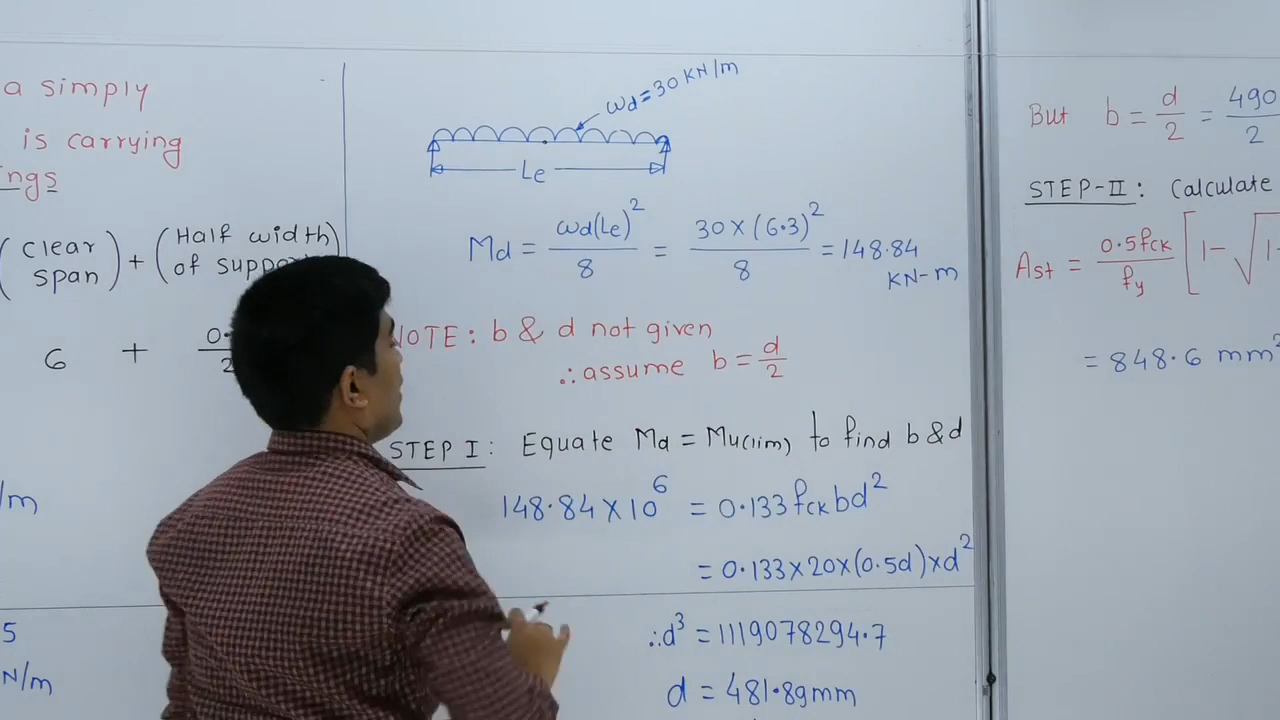 a simply
is carrying
ngs
(clear span) + (Half width of
6 + 0.
2
/m
5
N/m
wd = 30 KN/m
Le
Md = wd(Le)² / 8 = 30 × (6.3)² / 8 = 148.84 KN-m
NOTE: b & d not given
∴ assume b = d/2
STEP I: Equate Md = Mu(lim) to find b & d
148.84 × 10⁶ = 0.133 fck bd²
= 0.133 × 20 × (0.5d) × d²
∴ d³ = 1119078294.7
d = 481.89mm
But b = d/2 = 490/2
STEP-II: Calculate
Ast = 0.5fck / fy [1 - √1-
= 848.6 mm²